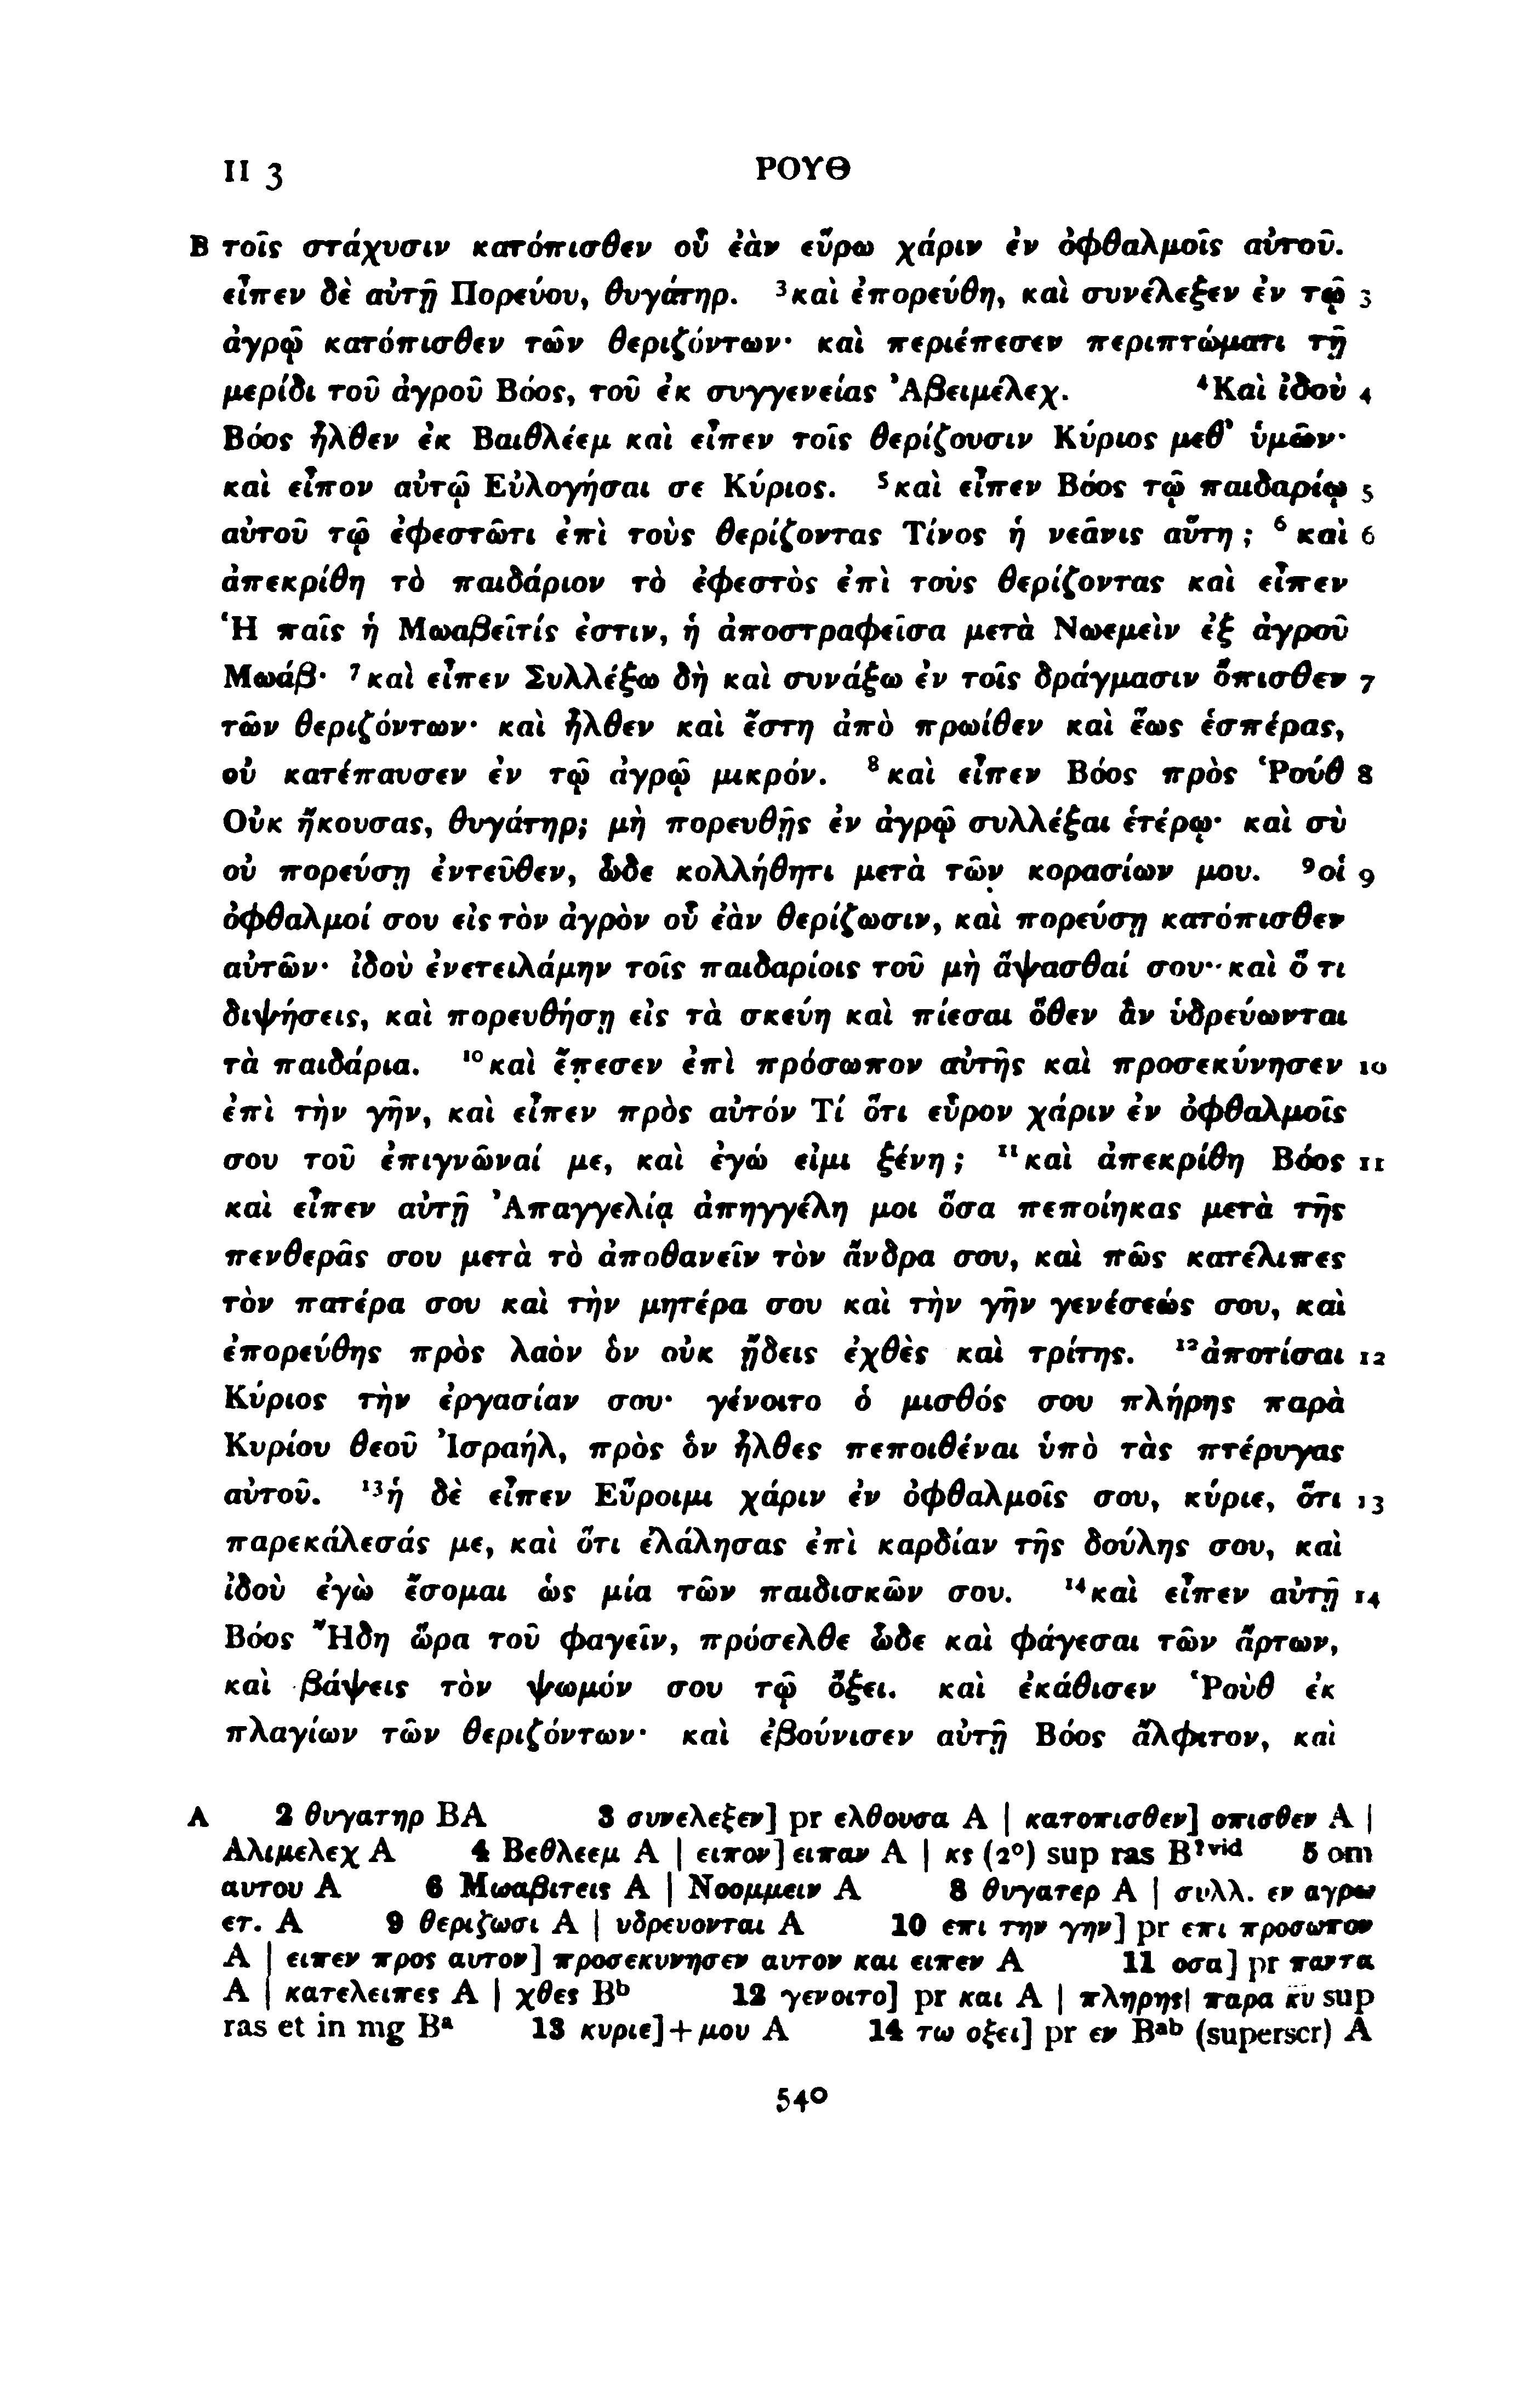 II 3 ΡΟΥΘ
B τοῖς στάχυσιν κατόπισθεν οὗ ἐὰν εὕρω χάριν ἐν ὀφθαλμοῖς αὐτοῦ.
εἶπεν δὲ αὐτῇ Πορεύου, θυγάτηρ. ³καὶ ἐπορεύθη, καὶ συνέλεξεν ἐν τῷ 3
ἀγρῷ κατόπισθεν τῶν θεριζόντων· καὶ περιέπεσεν περιπτώματι τῇ
μερίδι τοῦ ἀγροῦ Βόος, τοῦ ἐκ συγγενείας Ἀβειμέλεχ. ⁴Καὶ ἰδοὺ 4
Βόος ἦλθεν ἐκ Βαιθλέεμ καὶ εἶπεν τοῖς θερίζουσιν Κύριος μεθ' ὑμῶν·
καὶ εἶπον αὐτῷ Εὐλογήσαι σε Κύριος. ⁵καὶ εἶπεν Βόος τῷ παιδαρίῳ 5
αὐτοῦ τῷ ἐφεστῶτι ἐπὶ τοὺς θερίζοντας Τίνος ἡ νεᾶνις αὕτη; ⁶καὶ 6
ἀπεκρίθη τὸ παιδάριον τὸ ἐφεστὸς ἐπὶ τοὺς θερίζοντας καὶ εἶπεν
Ἡ παῖς ἡ Μωαβεῖτίς ἐστιν, ἡ ἀποστραφεῖσα μετὰ Νωεμεὶν ἐξ ἀγροῦ
Μωάβ· ⁷καὶ εἶπεν Συλλέξω δὴ καὶ συνάξω ἐν τοῖς δράγμασιν ὄπισθεν 7
τῶν θεριζόντων· καὶ ἦλθεν καὶ ἔστη ἀπὸ πρωίθεν καὶ ἕως ἑσπέρας,
οὐ κατέπαυσεν ἐν τῷ ἀγρῷ μικρόν. ⁸καὶ εἶπεν Βόος πρὸς Ῥούθ 8
Οὐκ ἤκουσας, θυγάτηρ; μὴ πορευθῇς ἐν ἀγρῷ συλλέξαι ἑτέρῳ· καὶ σὺ
οὐ πορεύσῃ ἐντεῦθεν, ὧδε κολλήθητι μετὰ τῶν κορασίων μου. ⁹οἱ 9
ὀφθαλμοί σου εἰς τὸν ἀγρὸν οὗ ἐὰν θερίζωσιν, καὶ πορεύσῃ κατόπισθεν
αὐτῶν· ἰδοὺ ἐνετειλάμην τοῖς παιδαρίοις τοῦ μὴ ἅψασθαί σου· καὶ ὅ τι
διψήσεις, καὶ πορευθήσῃ εἰς τὰ σκεύη καὶ πίεσαι ὅθεν ἂν ὑδρεύωνται
τὰ παιδάρια. ¹⁰καὶ ἔπεσεν ἐπὶ πρόσωπον αὐτῆς καὶ προσεκύνησεν 10
ἐπὶ τὴν γῆν, καὶ εἶπεν πρὸς αὐτόν Τί ὅτι εὗρον χάριν ἐν ὀφθαλμοῖς
σου τοῦ ἐπιγνῶναί με, καὶ ἐγώ εἰμι ξένη; ¹¹καὶ ἀπεκρίθη Βόος 11
καὶ εἶπεν αὐτῇ Ἀπαγγελίᾳ ἀπηγγέλη μοι ὅσα πεποίηκας μετὰ τῆς
πενθερᾶς σου μετὰ τὸ ἀποθανεῖν τὸν ἄνδρα σου, καὶ πῶς κατέλιπες
τὸν πατέρα σου καὶ τὴν μητέρα σου καὶ τὴν γῆν γενέσεώς σου, καὶ
ἐπορεύθης πρὸς λαὸν ὃν οὐκ ᾔδεις ἐχθὲς καὶ τρίτης. ¹²ἀποτίσαι 12
Κύριος τὴν ἐργασίαν σου· γένοιτο ὁ μισθός σου πλήρης παρὰ
Κυρίου θεοῦ Ἰσραήλ, πρὸς ὃν ἦλθες πεποιθέναι ὑπὸ τὰς πτέρυγας
αὐτοῦ. ¹³ἡ δὲ εἶπεν Εὕροιμι χάριν ἐν ὀφθαλμοῖς σου, κύριε, ὅτι 13
παρεκάλεσάς με, καὶ ὅτι ἐλάλησας ἐπὶ καρδίαν τῆς δούλης σου, καὶ
ἰδοὺ ἐγὼ ἔσομαι ὡς μία τῶν παιδισκῶν σου. ¹⁴καὶ εἶπεν αὐτῇ 14
Βόος Ἤδη ὥρα τοῦ φαγεῖν, πρόσελθε ὧδε καὶ φάγεσαι τῶν ἄρτων,
καὶ βάψεις τὸν ψωμόν σου τῷ ὄξει. καὶ ἐκάθισεν Ῥοὺθ ἐκ
πλαγίων τῶν θεριζόντων· καὶ ἐβούνισεν αὐτῇ Βόος ἄλφιτον, καὶ
A 2 θυγατηρ BA 3 συνελεξεν] pr ελθουσα A | κατοπισθεν] οπισθεν A |
Αλιμελεχ A 4 Βεθλεεμ A | ειπον] ειπαν A | κς (2°) sup ras B¹ᵛⁱᵈ 5 om
αυτου A 6 Μωαβιτεις A | Νοομμειν A 8 θυγατερ A | συλλ. εν αγρω
ετ. A 9 θεριζωσι A | υδρευονται A 10 επι την γην] pr επι προσωπον
A | ειπεν προς αυτον] προσεκυνησεν αυτον και ειπεν A 11 οσα] pr παντα
A | κατελειπες A | χθες Bᵇ 12 γενοιτο] pr και A | πληρης| παρα κ̅υ̅ sup
ras et in mg Bᵃ 13 κυριε]+μου A 14 τω οξει] pr εν Bᵃᵇ (superscr) A
540